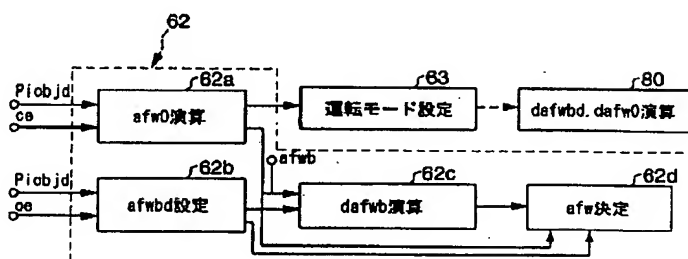 62
62a
63
80
Piobjd
ce
afw0演算
運転モード設定
dafwbd.dafw0演算
afwb
62b
62c
62d
Piobjd
ce
afwbd設定
dafwb演算
afw決定